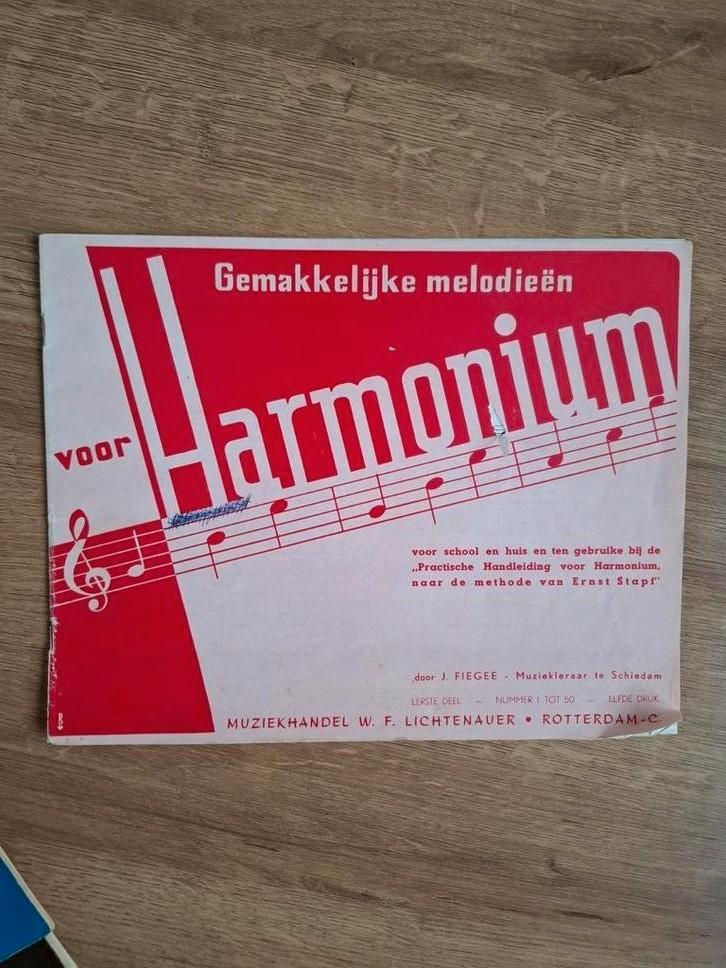 Gemakkelijke melodieën
voor Harmonium
voor school en huis en ten gebruike bij de
„Practische Handleiding voor Harmonium,
naar de methode van Ernst Stapf"
door J. FIEGEE - Muziekleraar te Schiedam
EERSTE DEEL — NUMMER 1 TOT 50 — ELFDE DRUK
MUZIEKHANDEL W. F. LICHTENAUER • ROTTERDAM-C.